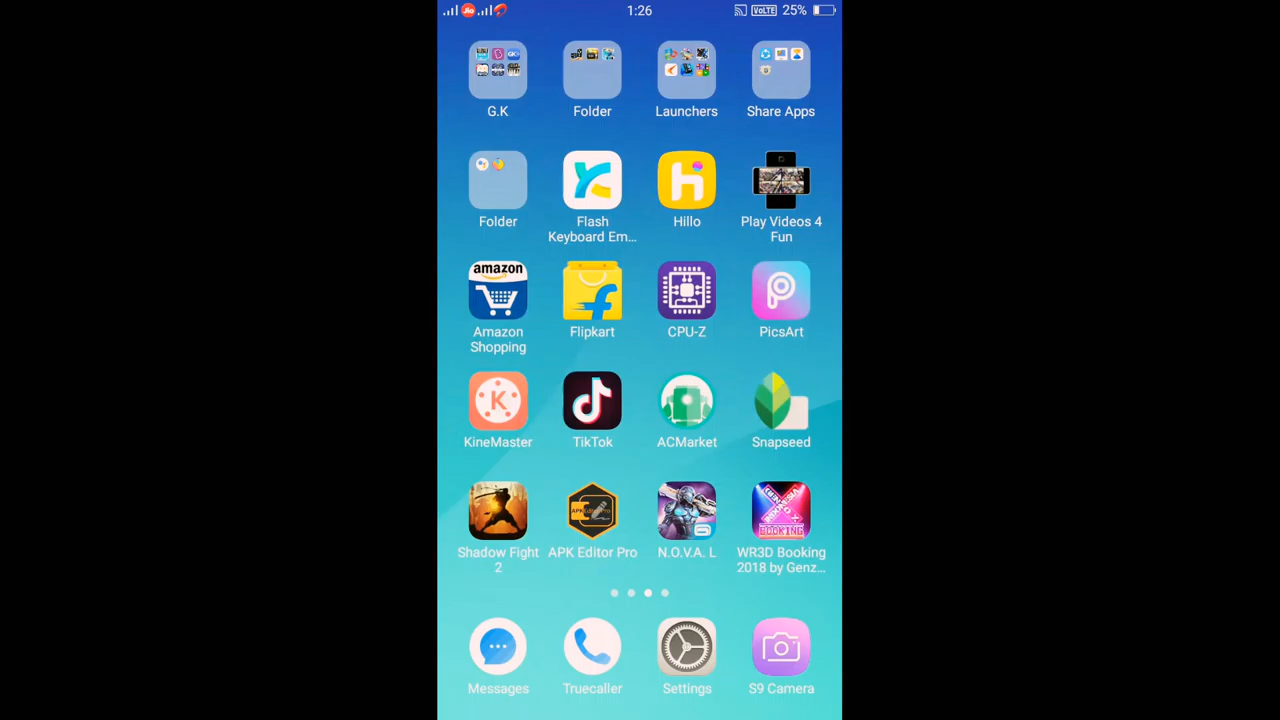 Jio 1:26 VoLTE 25%
G.K Folder Launchers Share Apps
Folder Flash Hillo Play Videos 4
Keyboard Em... Fun
amazon
Amazon Flipkart CPU-Z PicsArt
Shopping
K
KineMaster TikTok ACMarket Snapseed
BOOKING
Shadow Fight APK Editor Pro N.O.V.A. L WR3D Booking
2 2018 by Genz...
Messages Truecaller Settings S9 Camera